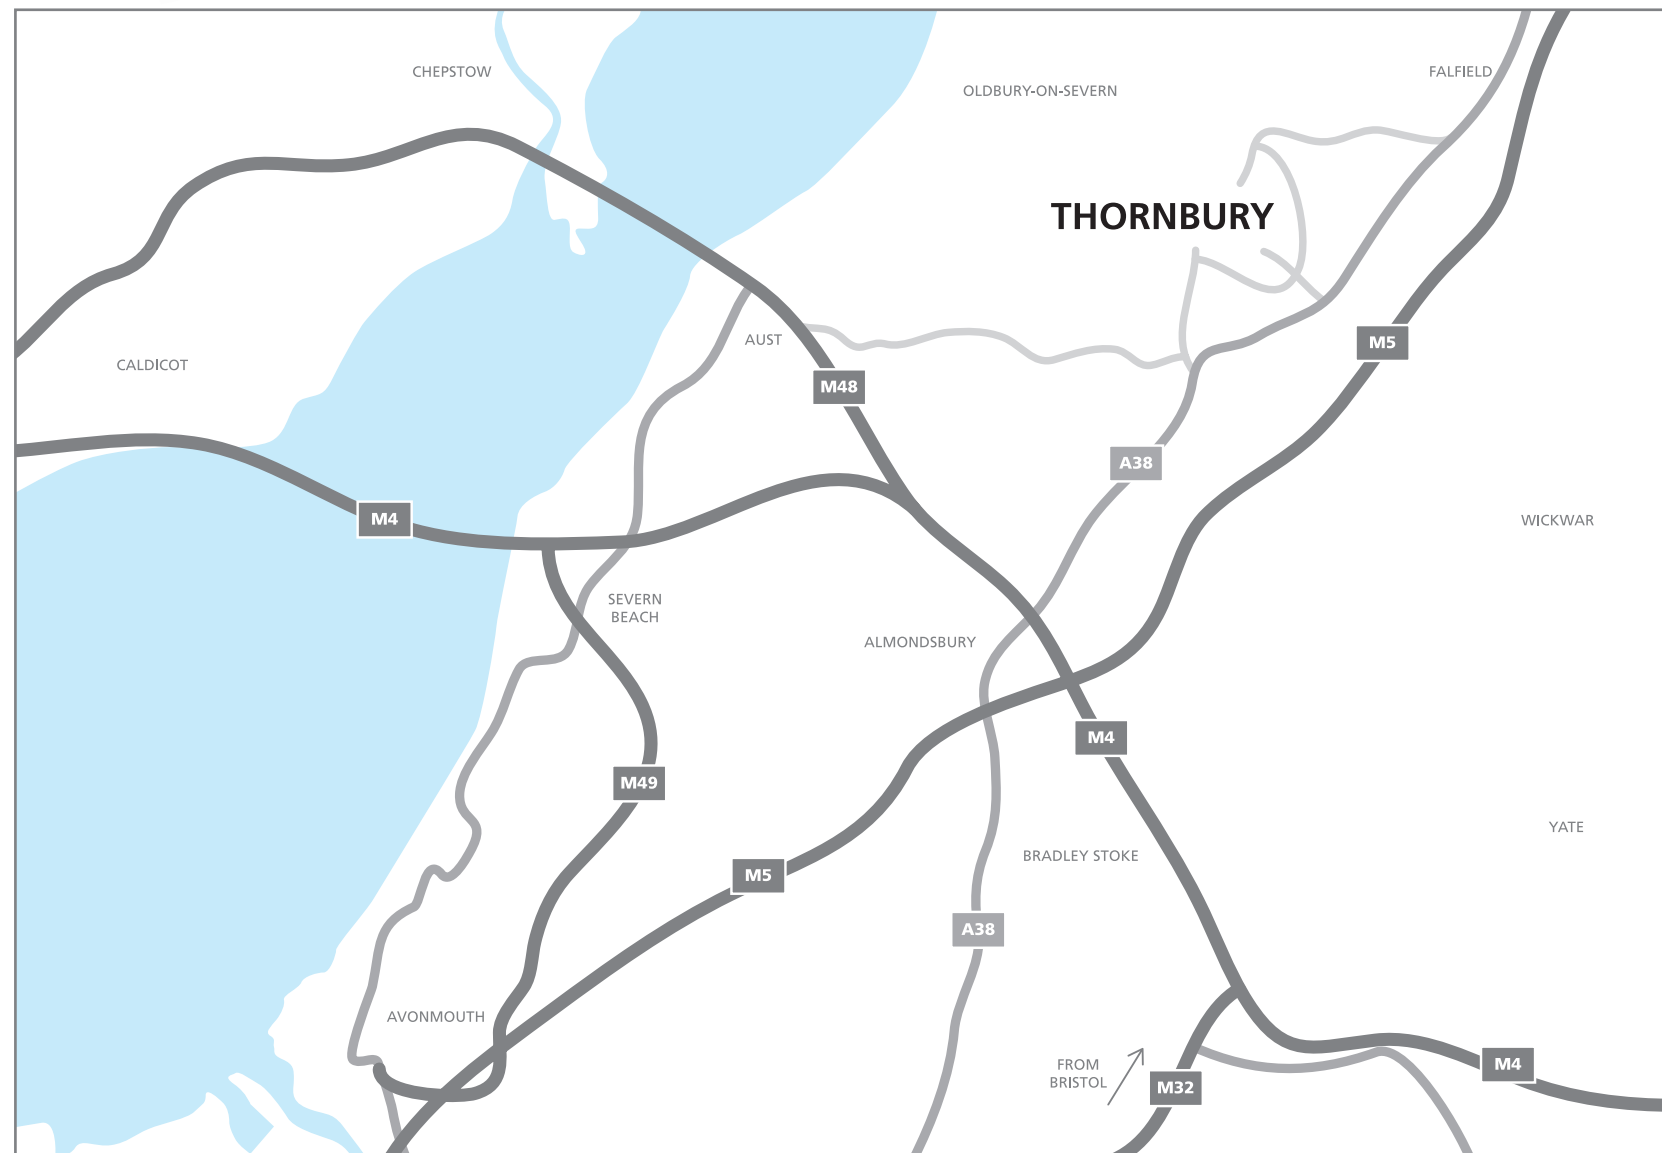 CHEPSTOW
FALFIELD
OLDBURY-ON-SEVERN
THORNBURY
AUST
M5
CALDICOT
M48
A38
M4
WICKWAR
SEVERN
BEACH
ALMONDSBURY
M4
M49
YATE
BRADLEY STOKE
M5
A38
AVONMOUTH
FROM
BRISTOL
M4
M32